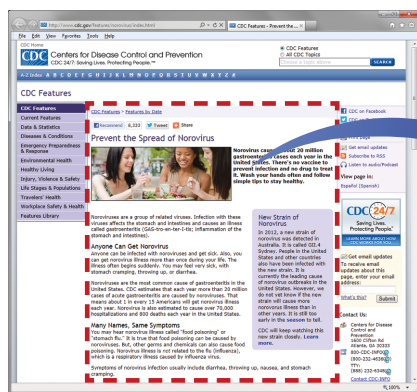 http://www.cdc.gov/features/norovirus/index.html
CDC Features - Prevent the ...
File Edit View Favorites Tools Help
CDC Home
CDC
Centers for Disease Control and Prevention
CDC 24/7: Saving Lives. Protecting People.™
CDC Features
All CDC Topics
Choose a topic above
SEARCH
A-Z Index A B C D E F G H I J K L M N O P Q R S T U V W X Y Z #
CDC Features
CDC Features
Current Features
Data & Statistics
Diseases & Conditions
Emergency Preparedness
& Response
Environmental Health
Healthy Living
Injury, Violence & Safety
Life Stages & Populations
Travelers' Health
Workplace Safety & Health
Features Library
CDC Features > Features by Date
Recommend 6,333 Tweet Share
Prevent the Spread of Norovirus
Norovirus causes about 20 million
gastroenteritis cases each year in the
United States. There's no vaccine to
prevent infection and no drug to treat
it. Wash your hands often and follow
simple tips to stay healthy.
Noroviruses are a group of related viruses. Infection with these
viruses affects the stomach and intestines and causes an illness
called gastroenteritis (GAS-tro-en-ter-I-tis; inflammation of the
stomach and intestines).
Anyone Can Get Norovirus
Anyone can be infected with noroviruses and get sick. Also, you
can get norovirus illness more than once during your life. The
illness often begins suddenly. You may feel very sick, with
stomach cramping, throwing up, or diarrhea.
Noroviruses are the most common cause of gastroenteritis in the
United States. CDC estimates that each year more than 20 million
cases of acute gastroenteritis are caused by noroviruses. That
means about 1 in every 15 Americans will get norovirus illness
each year. Norovirus is also estimated to cause over 70,000
hospitalizations and 800 deaths each year in the United States.
Many Names, Same Symptoms
You may hear norovirus illness called "food poisoning" or
"stomach flu." It is true that food poisoning can be caused by
noroviruses. But, other germs and chemicals can also cause food
poisoning. Norovirus illness is not related to the flu (influenza),
which is a respiratory illness caused by influenza virus.
Symptoms of norovirus infection usually include diarrhea, throwing up, nausea, and stomach
cramping.
New Strain of
Norovirus
In 2012, a new strain of
norovirus was detected in
Australia. It is called GII.4
Sydney. People in the United
States and other countries
also have been infected with
the new strain. It is
currently the leading cause
of norovirus outbreaks in the
United States. However, we
do not yet know if the new
strain will cause more
norovirus illness than in
other years. It is still too
early in the season to tell.
CDC will keep watching this
new strain closely. Learn
more.
CDC on Facebook
Print page
Get email updates
Subscribe to RSS
Listen to audio/Podcast
View page in:
Español (Spanish)
CDC 24/7
Saving Lives.
Protecting People.™
LEARN MORE ABOUT HOW
CDC WORKS FOR YOU.
Get email updates
To receive email
updates about this
page, enter your email
address:
What's this? Submit
Contact Us:
Centers for Disease
Control and
Prevention
1600 Clifton Rd
Atlanta, GA 30333
800-CDC-INFO
(800-232-4636)
TTY:
(888) 232-6348
Contact CDC-INFO
100%